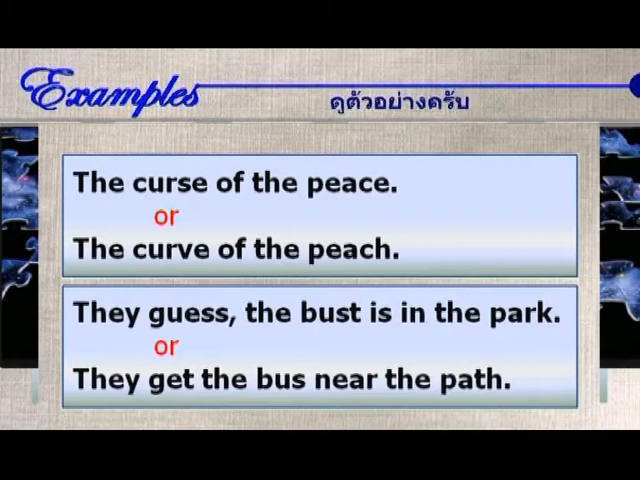 Examples
ดูตัวอย่างครับ
The curse of the peace.
or
The curve of the peach.
They guess, the bust is in the park.
or
They get the bus near the path.